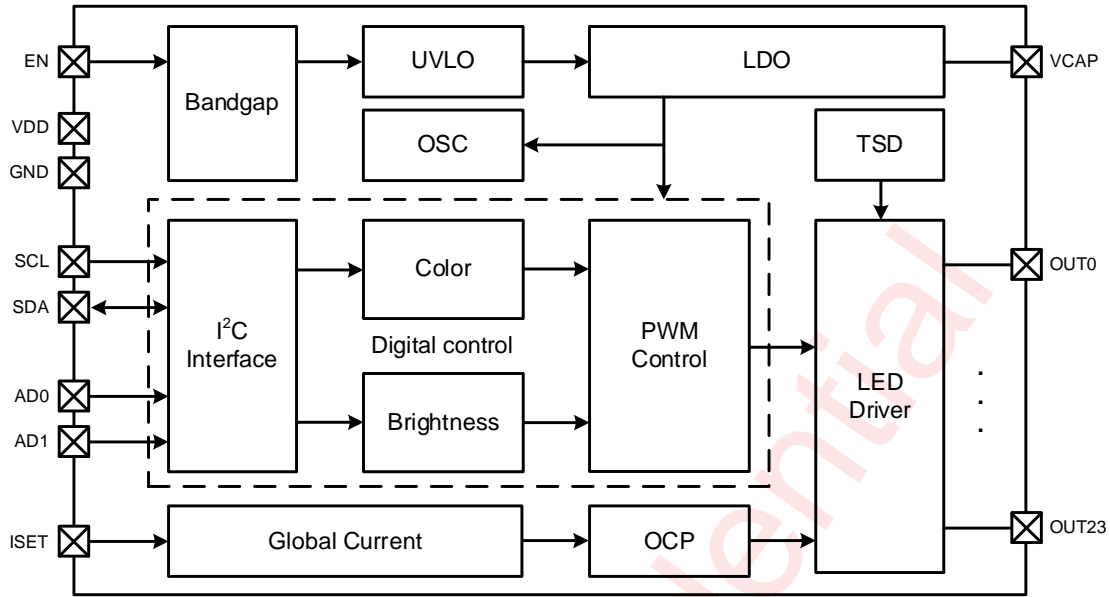 EN
Bandgap
UVLO
LDO
VCAP
VDD
OSC
TSD
GND
SCL
Color
OUT0
SDA
I²C
Interface
Digital control
PWM
Control
LED
Driver
AD0
Brightness
AD1
ISET
Global Current
OCP
OUT23
ential